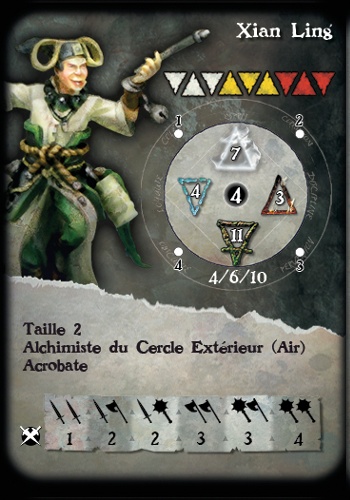 Xian Ling
1 2
7
4 4 3
11
4 3
4/6/10
Taille 2
Alchimiste du Cercle Extérieur (Air)
Acrobate
1 2 2 3 3 4